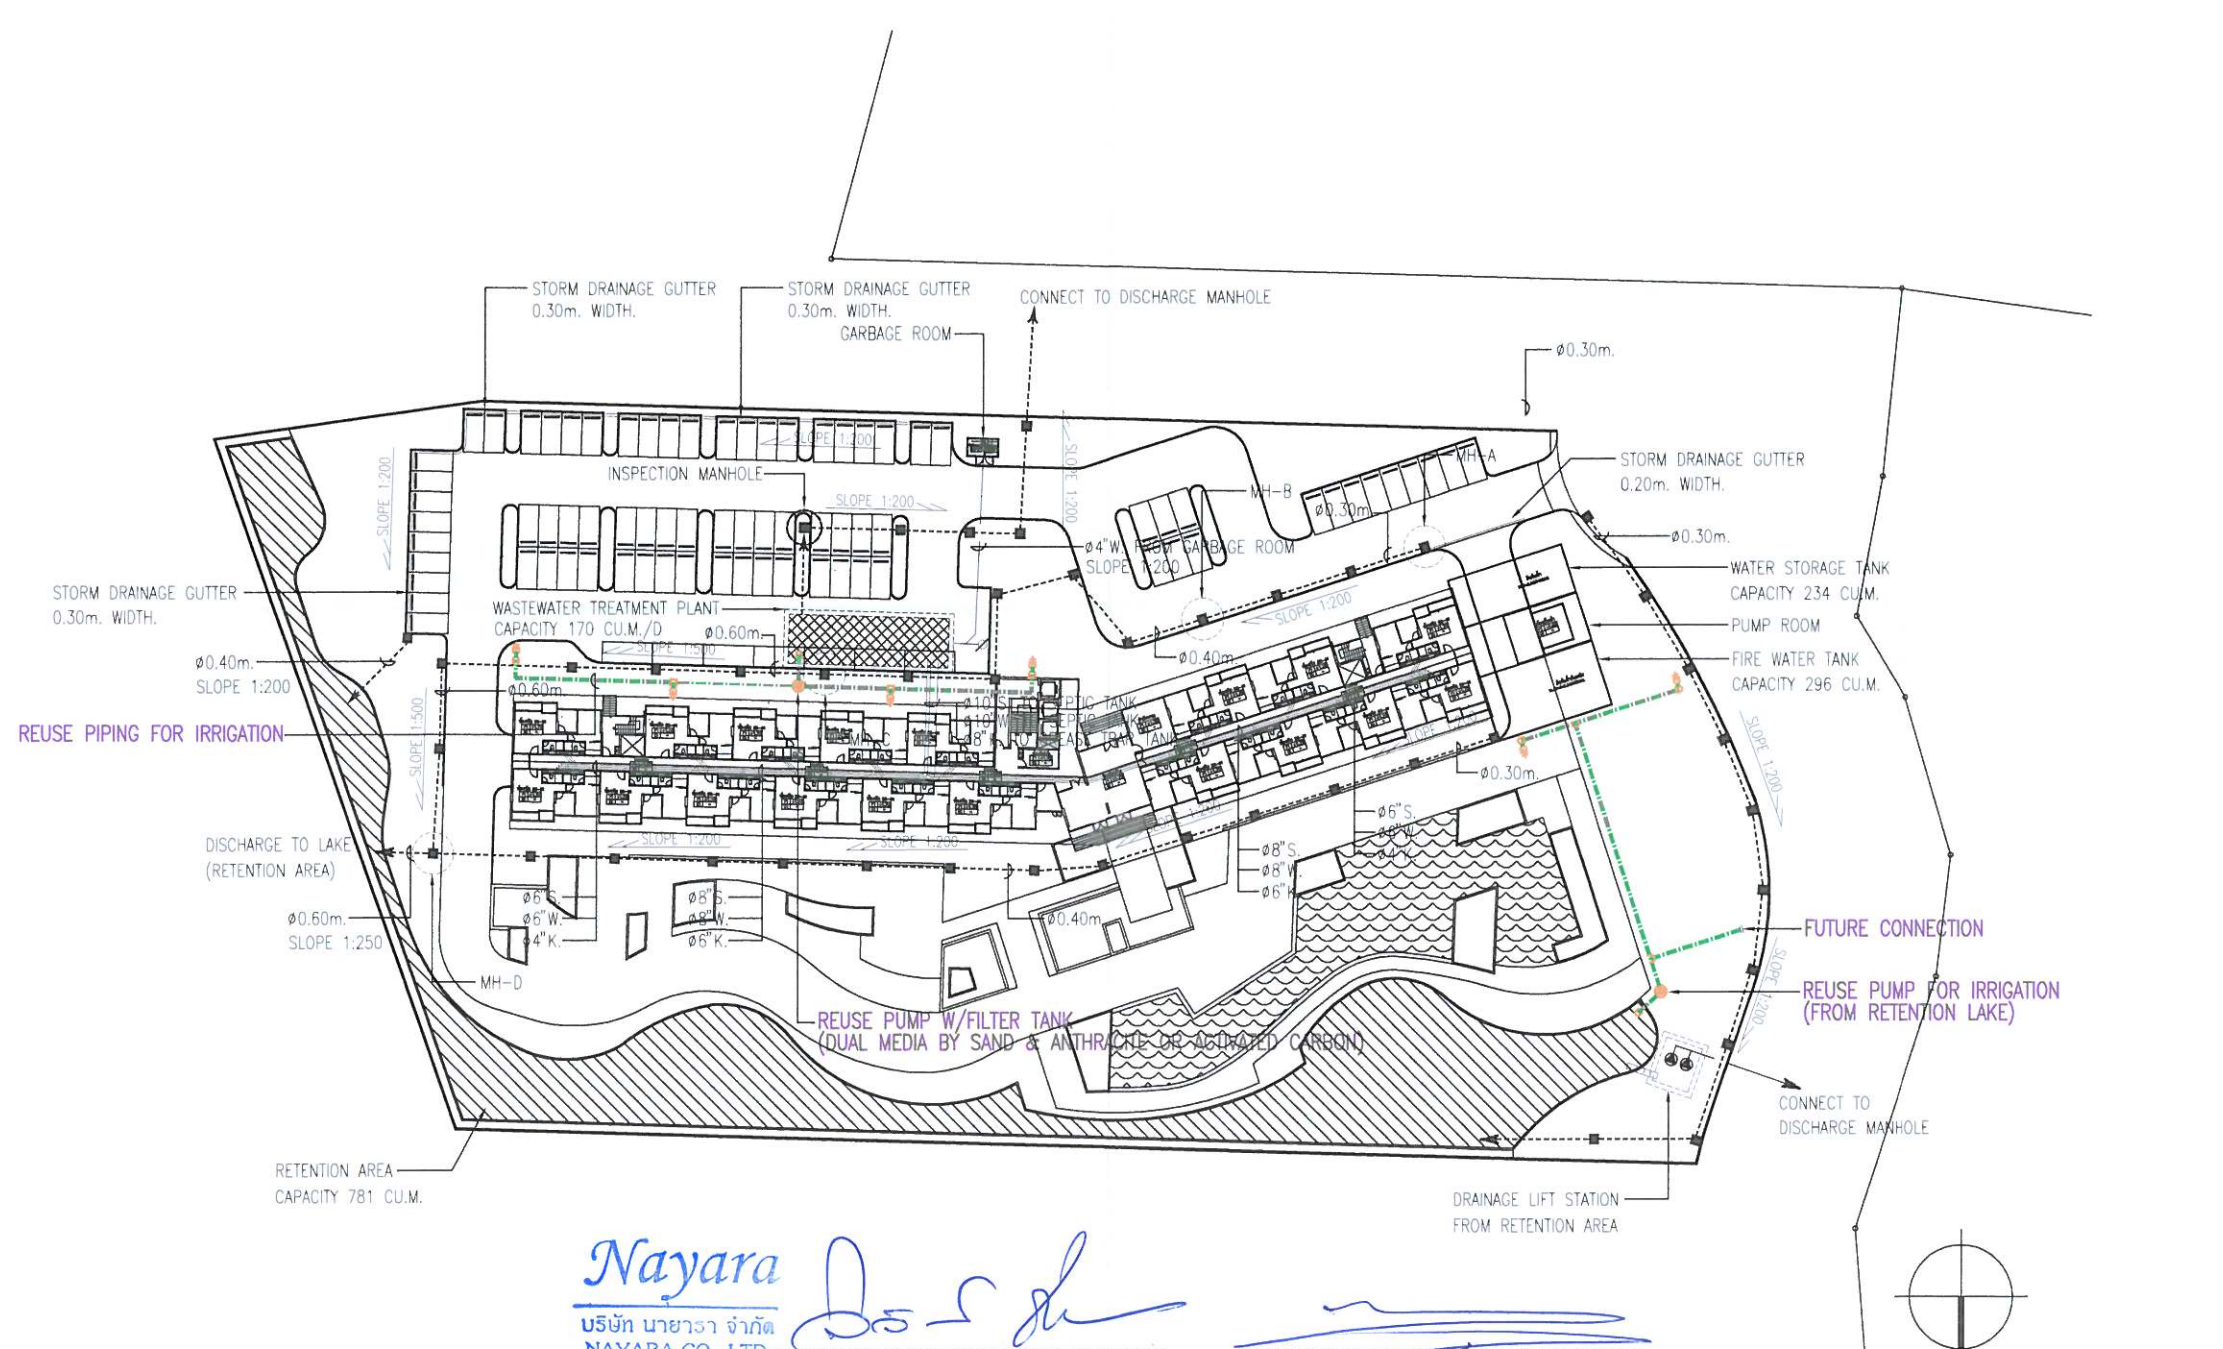 STORM DRAINAGE GUTTER
0.30m. WIDTH.
STORM DRAINAGE GUTTER
0.30m. WIDTH.
GARBAGE ROOM
CONNECT TO DISCHARGE MANHOLE
ø0.30m.
SLOPE 1:200
SLOPE 1:200
SLOPE 1:200
INSPECTION MANHOLE
SLOPE 1:200
MH-A
MH-B
ø0.30m.
STORM DRAINAGE GUTTER
0.20m. WIDTH.
ø0.30m.
ø4"W. FROM GARBAGE ROOM
SLOPE 1:200
WATER STORAGE TANK
CAPACITY 234 CU.M.
PUMP ROOM
FIRE WATER TANK
CAPACITY 296 CU.M.
STORM DRAINAGE GUTTER
0.30m. WIDTH.
WASTEWATER TREATMENT PLANT
CAPACITY 170 CU.M./D
ø0.60m.
SLOPE 1:500
SLOPE 1:200
ø0.40m.
ø0.40m.
SLOPE 1:200
ø0.60m.
SLOPE 1:500
REUSE PIPING FOR IRRIGATION
SLOPE 1:200
ø0.30m.
SLOPE 1:200
DISCHARGE TO LAKE
(RETENTION AREA)
SLOPE 1:200
SLOPE 1:200
SLOPE 1:200
ø6"S.
ø6"W.
ø4"K.
ø8"S.
ø8"W.
ø6"K.
ø0.60m.
SLOPE 1:250
ø6"S.
ø6"W.
ø4"K.
ø8"S.
ø8"W.
ø6"K.
ø0.40m.
FUTURE CONNECTION
MH-D
SLOPE 1:200
REUSE PUMP FOR IRRIGATION
(FROM RETENTION LAKE)
REUSE PUMP W/FILTER TANK
(DUAL MEDIA BY SAND & ANTHRACITE OR ACTIVATED CARBON)
CONNECT TO
DISCHARGE MANHOLE
RETENTION AREA
CAPACITY 781 CU.M.
DRAINAGE LIFT STATION
FROM RETENTION AREA
Nayara
บริษัท นายารา จำกัด
NAYARA CO., LTD.